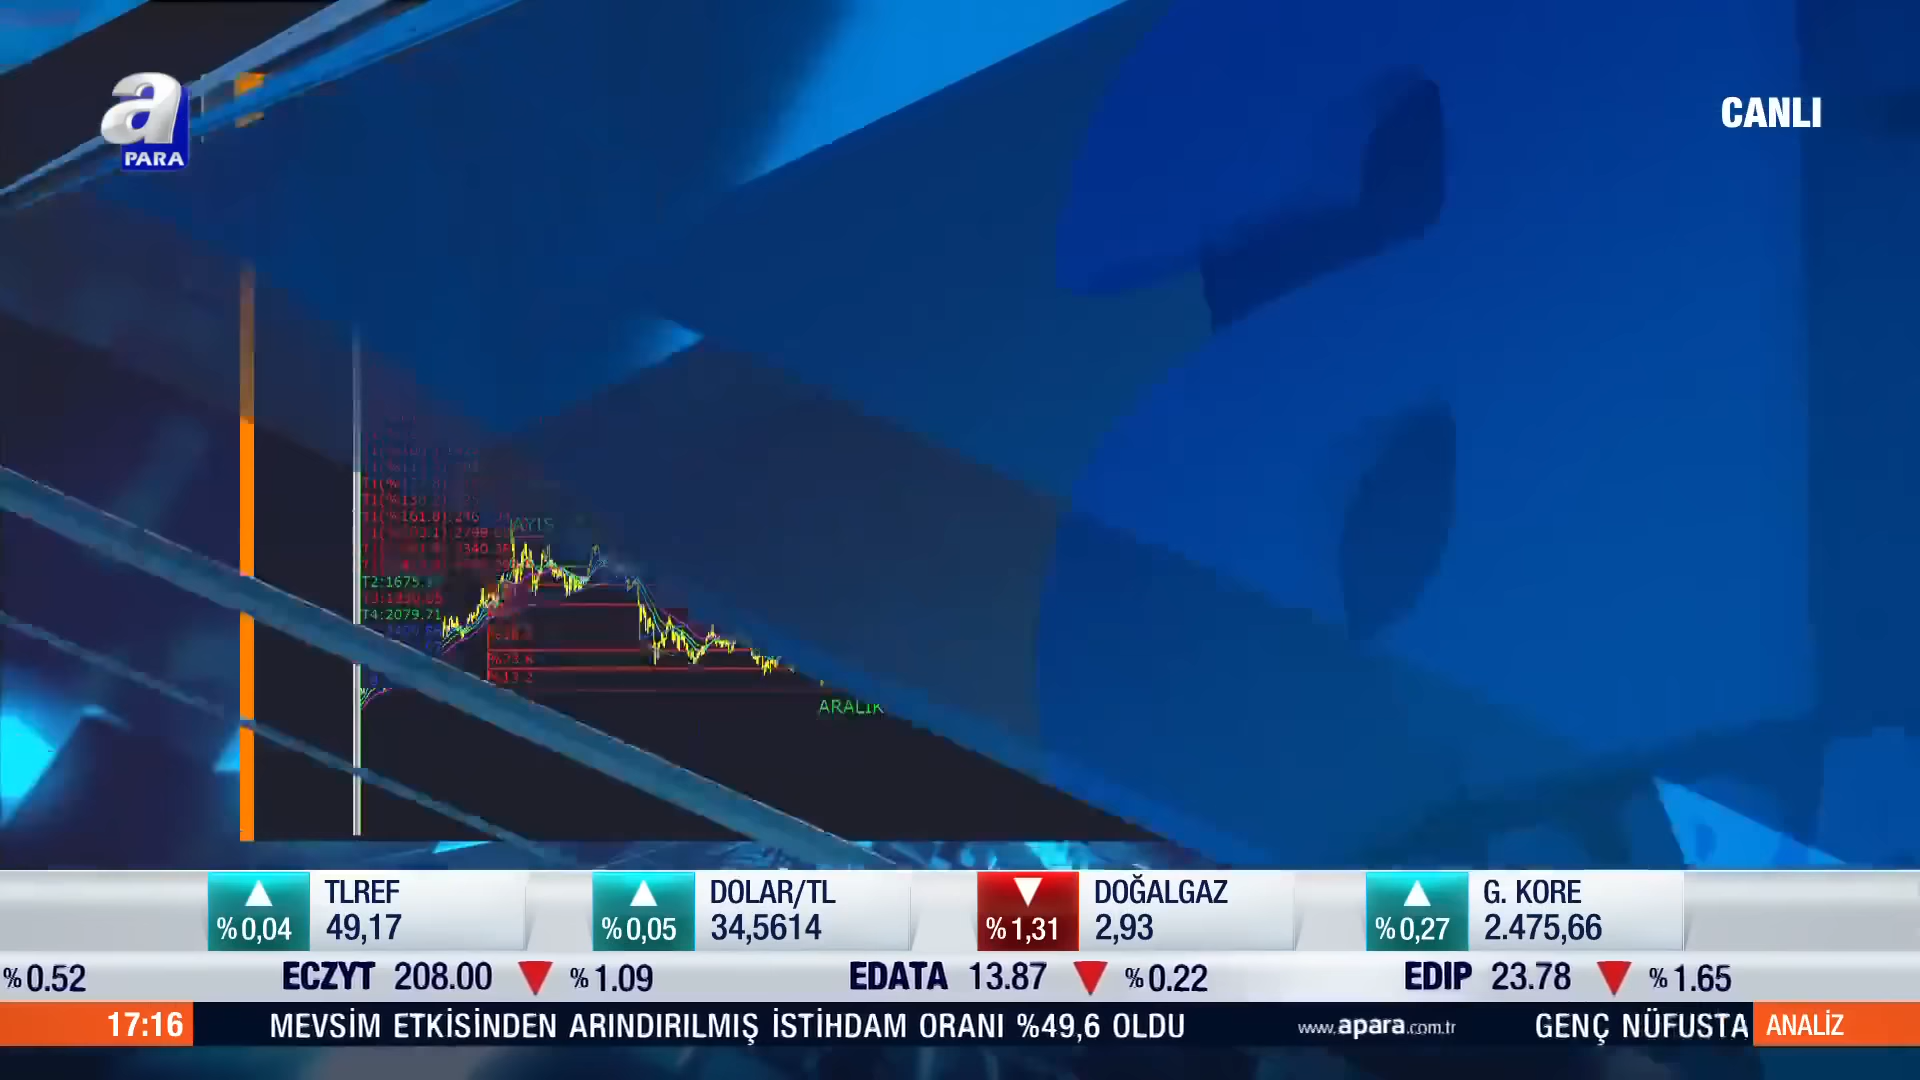 a
PARA
CANLI
AYIS
T2:1675.
T4:2079.71
ARALIK
%0,04 TLREF 49,17
%0,05 DOLAR/TL 34,5614
%1,31 DOĞALGAZ 2,93
%0,27 G. KORE 2.475,66
%0.52 ECZYT 208.00 %1.09 EDATA 13.87 %0.22 EDIP 23.78 %1.65
17:16 MEVSİM ETKİSİNDEN ARINDIRILMIŞ İSTİHDAM ORANI %49,6 OLDU www.apara.com.tr GENÇ NÜFUSTA ANALİZ